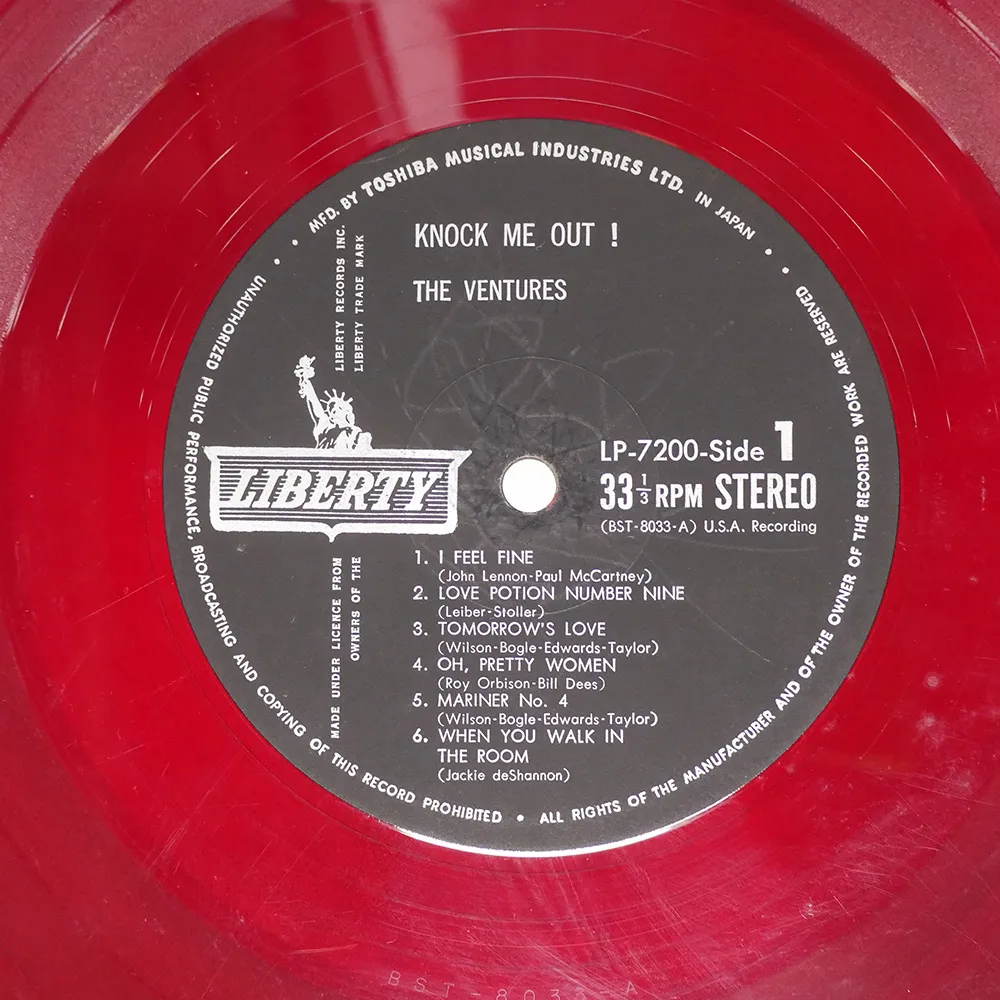 MFD. BY TOSHIBA MUSICAL INDUSTRIES LTD. IN JAPAN
KNOCK ME OUT !
THE VENTURES
LIBERTY RECORDS INC.
LIBERTY TRADE MARK
LIBERTY
LP-7200-Side 1
33 1/3 RPM STEREO
(BST-8033-A) U.S.A. Recording
MADE UNDER LICENCE FROM
OWNERS OF THE
1. I FEEL FINE
(John Lennon-Paul McCartney)
2. LOVE POTION NUMBER NINE
(Leiber-Stoller)
3. TOMORROW'S LOVE
(Wilson-Bogle-Edwards-Taylor)
4. OH, PRETTY WOMEN
(Roy Orbison-Bill Dees)
5. MARINER No. 4
(Wilson-Bogle-Edwards-Taylor)
6. WHEN YOU WALK IN
THE ROOM
(Jackie deShannon)
UNAUTHORIZED PUBLIC PERFORMANCE, BROADCASTING AND COPYING OF THIS RECORD PROHIBITED • ALL RIGHTS OF THE MANUFACTURER AND OF THE OWNER OF THE RECORDED WORK ARE RESERVED
BST-8033-A